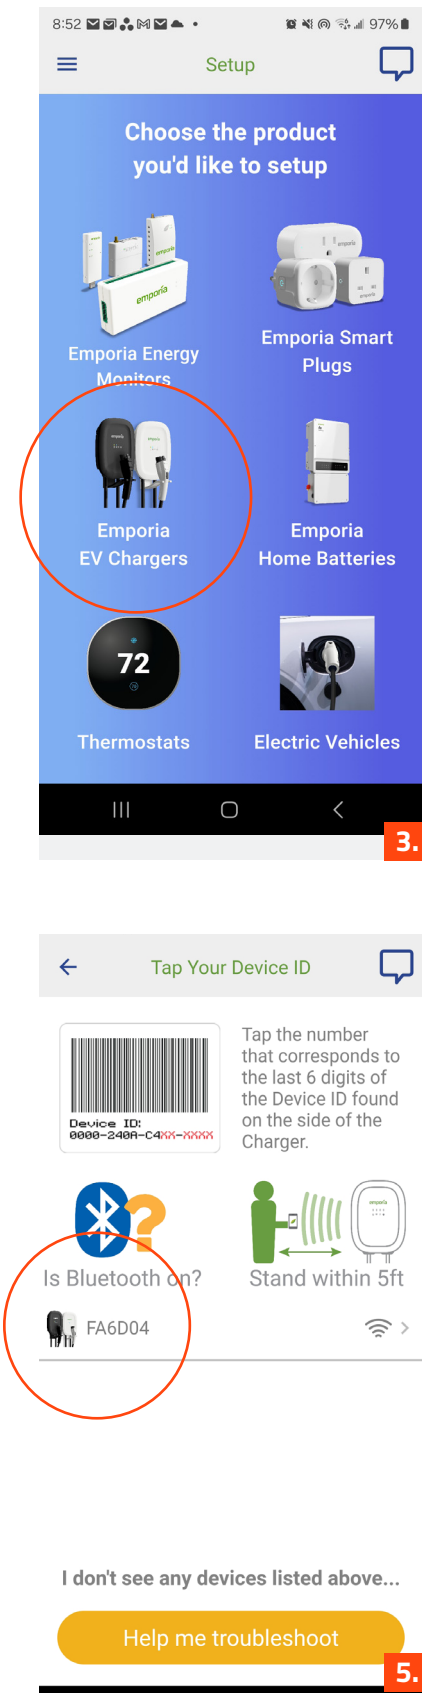 8:52
97%
Setup
Choose the product
you'd like to setup
emporia
emporia
Emporia Energy
Monitors
Emporia Smart
Plugs
Emporia
EV Chargers
Emporia
Home Batteries
72
Thermostats
Electric Vehicles
3.
Tap Your Device ID
Device ID:
0000-240A-C4XX-XXXX
Tap the number
that corresponds to
the last 6 digits of
the Device ID found
on the side of the
Charger.
emporia
Is Bluetooth on?
Stand within 5ft
FA6D04
I don't see any devices listed above...
Help me troubleshoot
5.